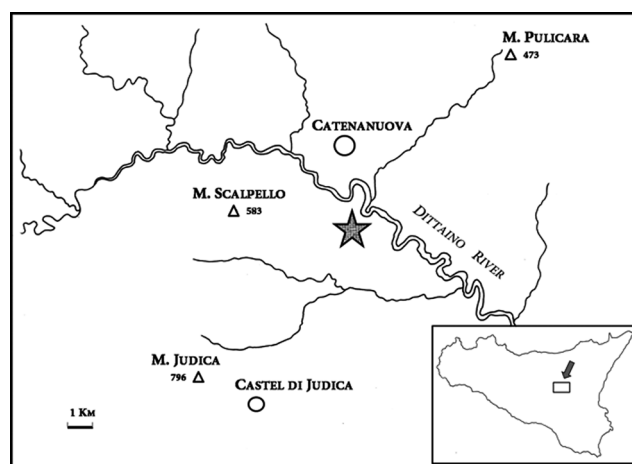 M. PULICARA
473
CATENANUOVA
M. SCALPELLO
583
DITTAINO RIVER
M. JUDICA
796
CASTEL DI JUDICA
1 KM